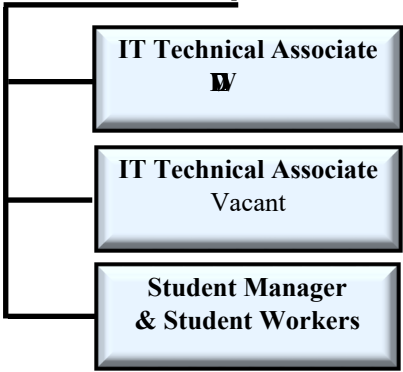 IT Technical Associate
IT Technical Associate
Vacant
Student Manager
& Student Workers